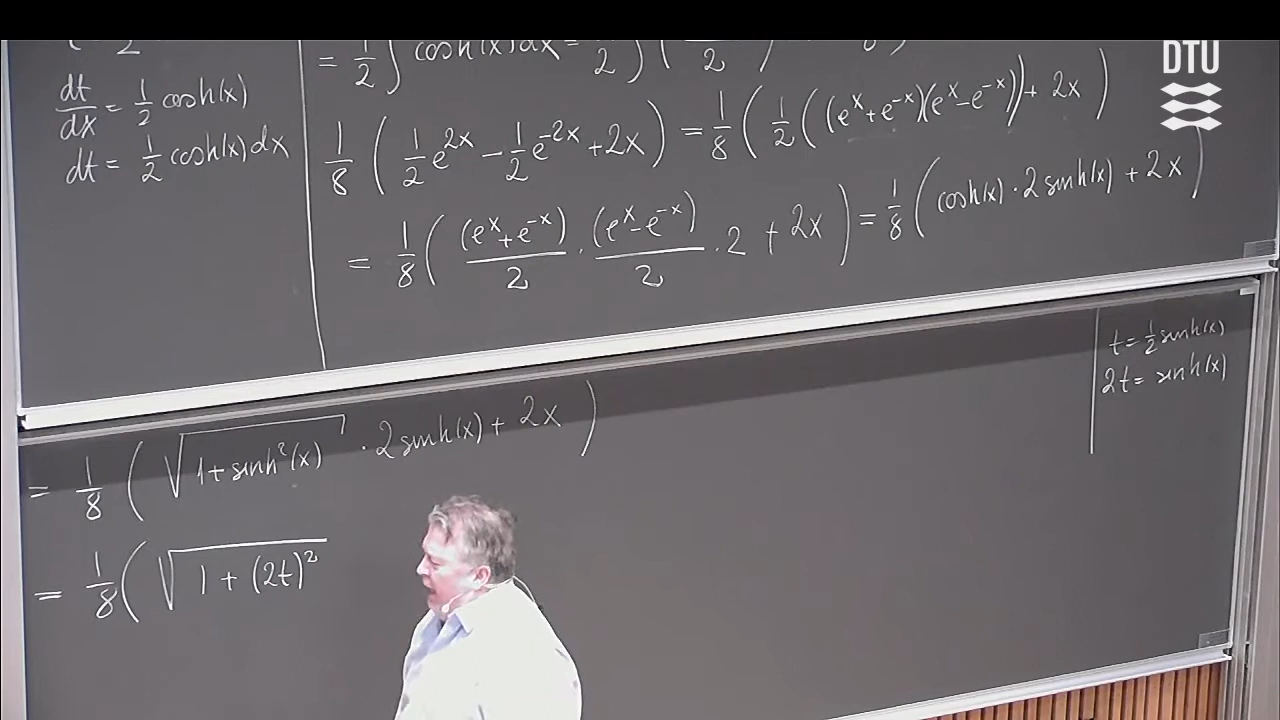 DTU
= 1/2 ∫ cosh(x)dx =
dt/dx = 1/2 cosh(x)
dt = 1/2 cosh(x) dx
1/8 ( 1/2 e^{2x} - 1/2 e^{-2x} + 2x ) = 1/8 ( 1/2 ( (e^x + e^{-x})(e^x - e^{-x}) ) + 2x )
= 1/8 ( (e^x + e^{-x})/2 · (e^x - e^{-x})/2 · 2 + 2x ) = 1/8 ( cosh(x) · 2 sinh(x) + 2x )
t = 1/2 sinh(x)
2t = sinh(x)
= 1/8 ( √(1 + sinh²(x)) · 2 sinh(x) + 2x )
= 1/8 ( √(1 + (2t)²)